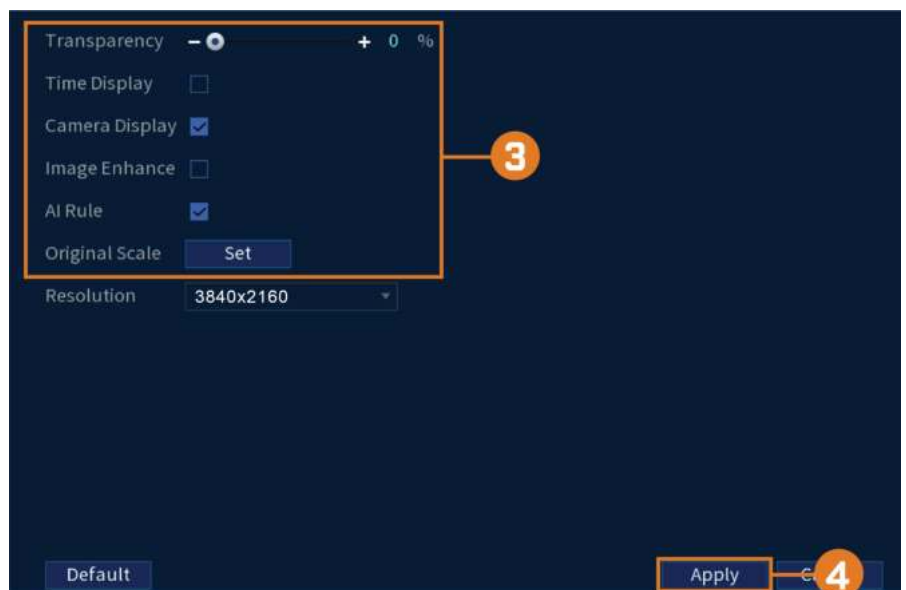 Transparency - + 0 %
Time Display
Camera Display
Image Enhance
3
AI Rule
Original Scale Set
Resolution 3840x2160
Default Apply 4